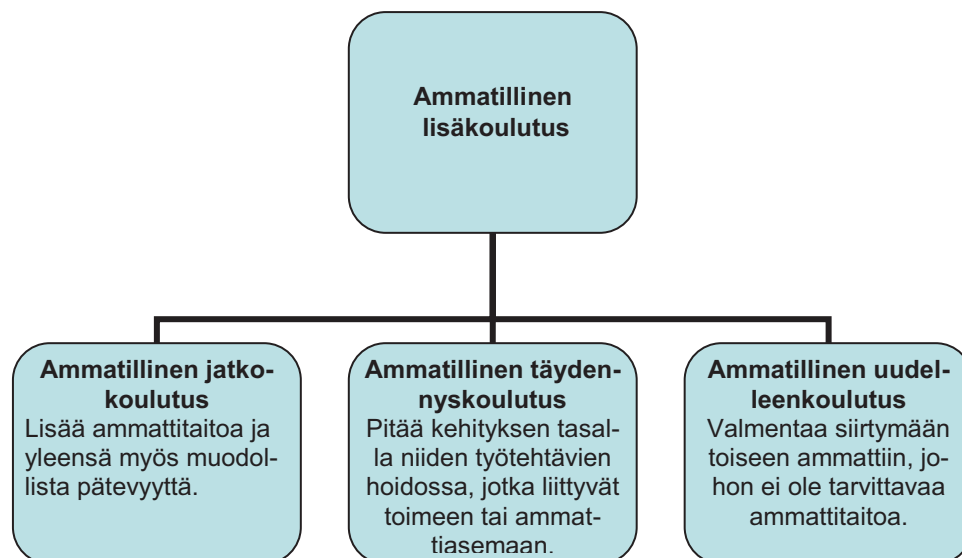 Ammatillinen
lisäkoulutus
Ammatillinen jatko-
koulutus
Lisää ammattitaitoa ja
yleensä myös muodol-
lista pätevyyttä.
Ammatillinen täyden-
nyskoulutus
Pitää kehityksen tasal-
la niiden työtehtävien
hoidossa, jotka liittyvät
toimeen tai ammat-
tiasemaan.
Ammatillinen uudel-
leenkoulutus
Valmentaa siirtymään
toiseen ammattiin, jo-
hon ei ole tarvittavaa
ammattitaitoa.